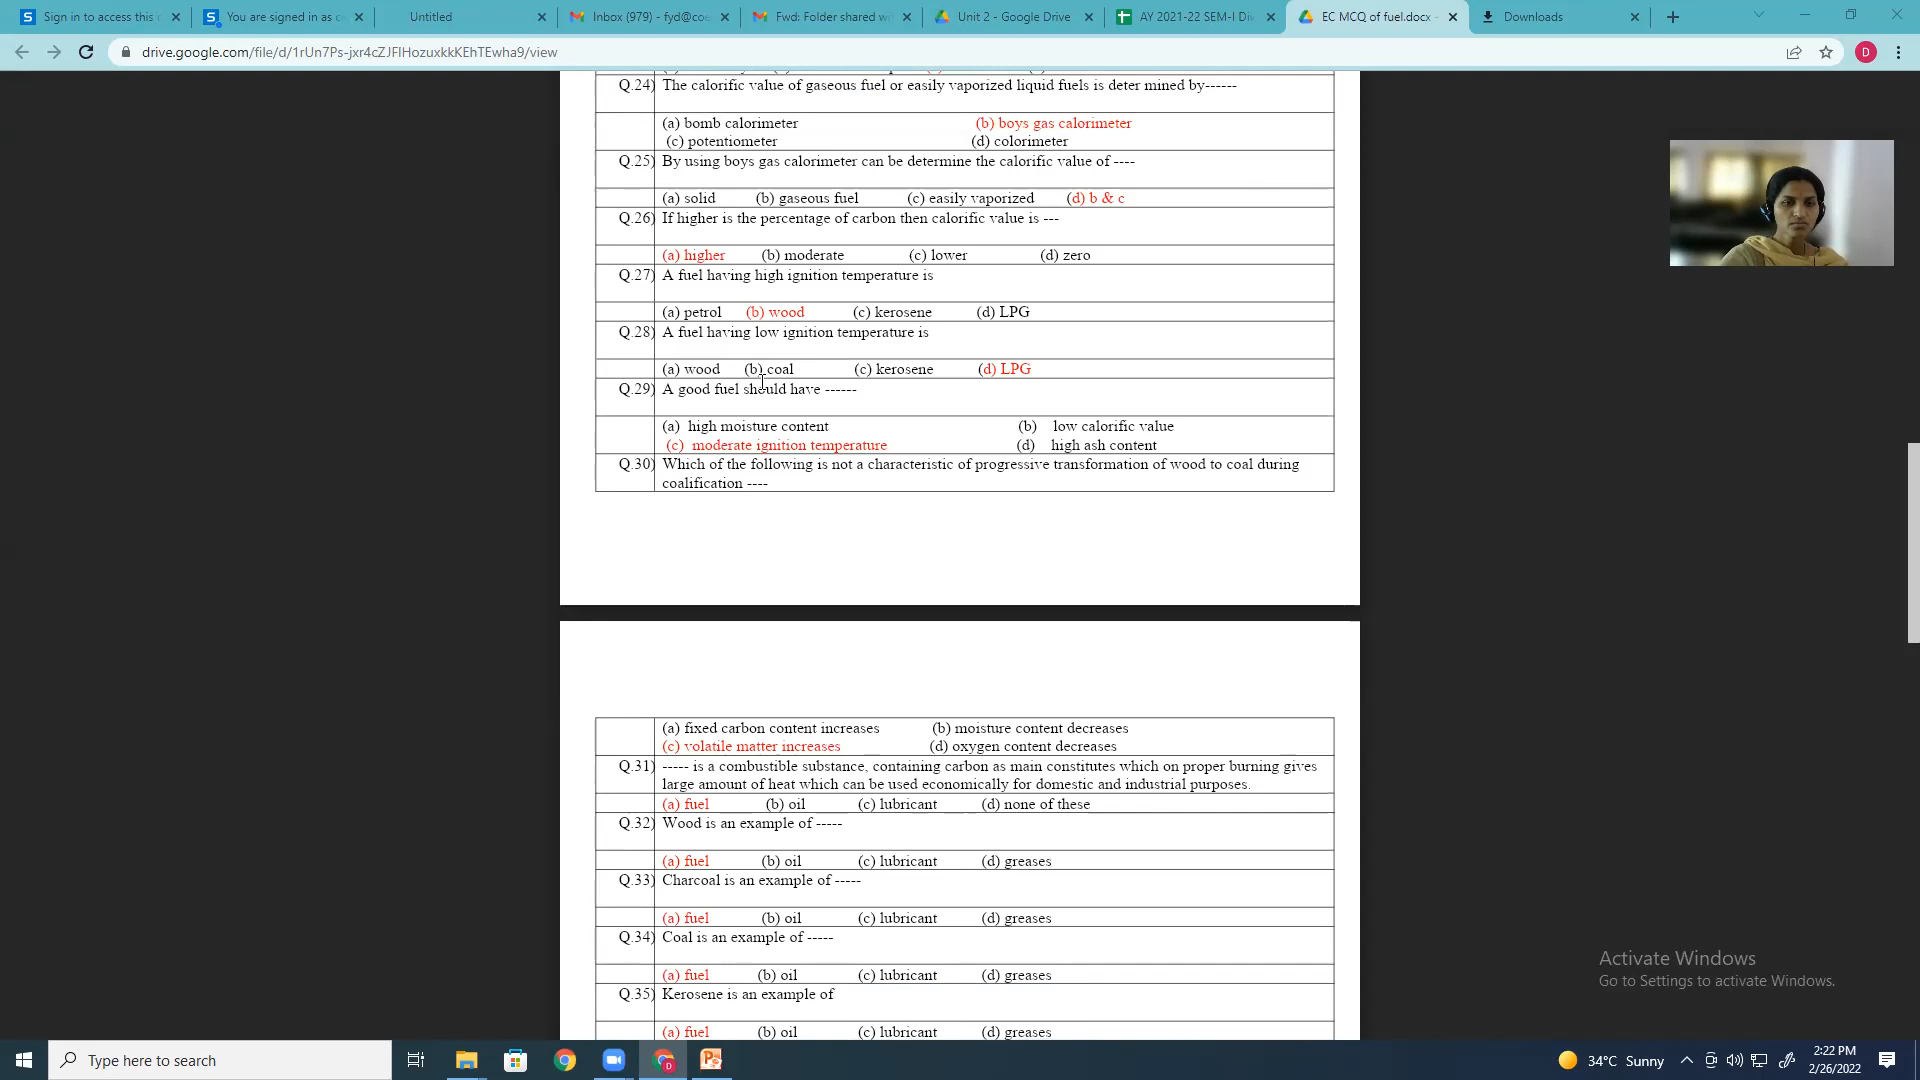 Sign in to access this
You are signed in as c
Untitled
Inbox (979) - fyd@coe
Fwd: Folder shared wi
Unit 2 - Google Drive
AY 2021-22 SEM-I Di
EC MCQ of fuel.docx -
Downloads
drive.google.com/file/d/1rUn7Ps-jxr4cZJFlHozuxkkKEhTEwha9/view
D
Q.24) The calorific value of gaseous fuel or easily vaporized liquid fuels is deter mined by------
(a) bomb calorimeter (b) boys gas calorimeter
(c) potentiometer (d) colorimeter
Q.25) By using boys gas calorimeter can be determine the calorific value of ----
(a) solid (b) gaseous fuel (c) easily vaporized (d) b & c
Q.26) If higher is the percentage of carbon then calorific value is ---
(a) higher (b) moderate (c) lower (d) zero
Q.27) A fuel having high ignition temperature is
(a) petrol (b) wood (c) kerosene (d) LPG
Q.28) A fuel having low ignition temperature is
(a) wood (b) coal (c) kerosene (d) LPG
Q.29) A good fuel should have ------
(a) high moisture content (b) low calorific value
(c) moderate ignition temperature (d) high ash content
Q.30) Which of the following is not a characteristic of progressive transformation of wood to coal during
coalification ----
(a) fixed carbon content increases (b) moisture content decreases
(c) volatile matter increases (d) oxygen content decreases
Q.31) ----- is a combustible substance, containing carbon as main constitutes which on proper burning gives
large amount of heat which can be used economically for domestic and industrial purposes.
(a) fuel (b) oil (c) lubricant (d) none of these
Q.32) Wood is an example of -----
(a) fuel (b) oil (c) lubricant (d) greases
Q.33) Charcoal is an example of -----
(a) fuel (b) oil (c) lubricant (d) greases
Q.34) Coal is an example of -----
(a) fuel (b) oil (c) lubricant (d) greases
Q.35) Kerosene is an example of
(a) fuel (b) oil (c) lubricant (d) greases
Activate Windows
Go to Settings to activate Windows.
Type here to search
34°C Sunny
2:22 PM
2/26/2022